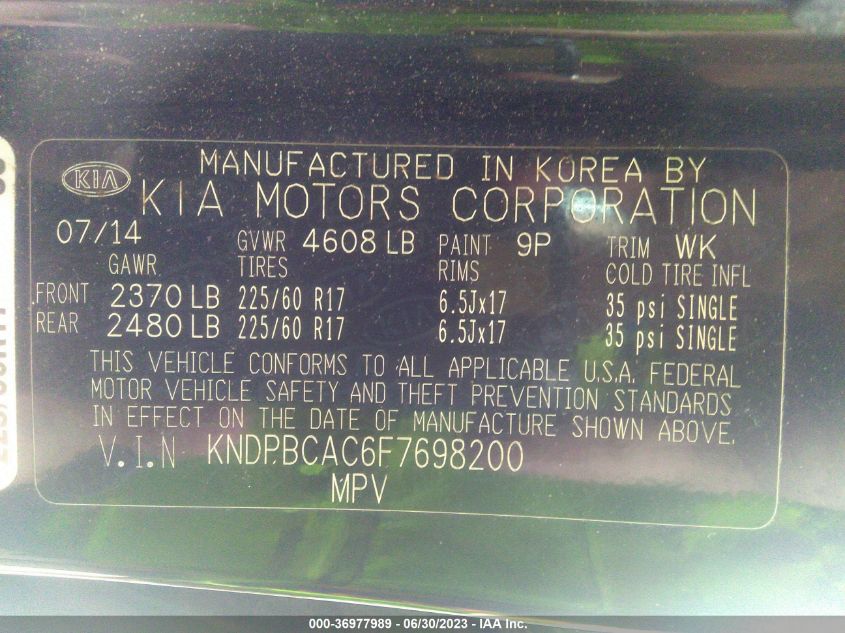 KIA
MANUFACTURED IN KOREA BY
KIA MOTORS CORPORATION
07/14 GVWR 4608 LB PAINT 9P TRIM WK
GAWR TIRES RIMS COLD TIRE INFL
FRONT 2370 LB 225/60 R17 6.5Jx17 35 psi SINGLE
REAR 2480 LB 225/60 R17 6.5Jx17 35 psi SINGLE
THIS VEHICLE CONFORMS TO ALL APPLICABLE U.S.A. FEDERAL
MOTOR VEHICLE SAFETY AND THEFT PREVENTION STANDARDS
IN EFFECT ON THE DATE OF MANUFACTURE SHOWN ABOVE.
V.I.N KNDPBCAC6F7698200
MPV
000-36977989 - 06/30/2023 - IAA Inc.